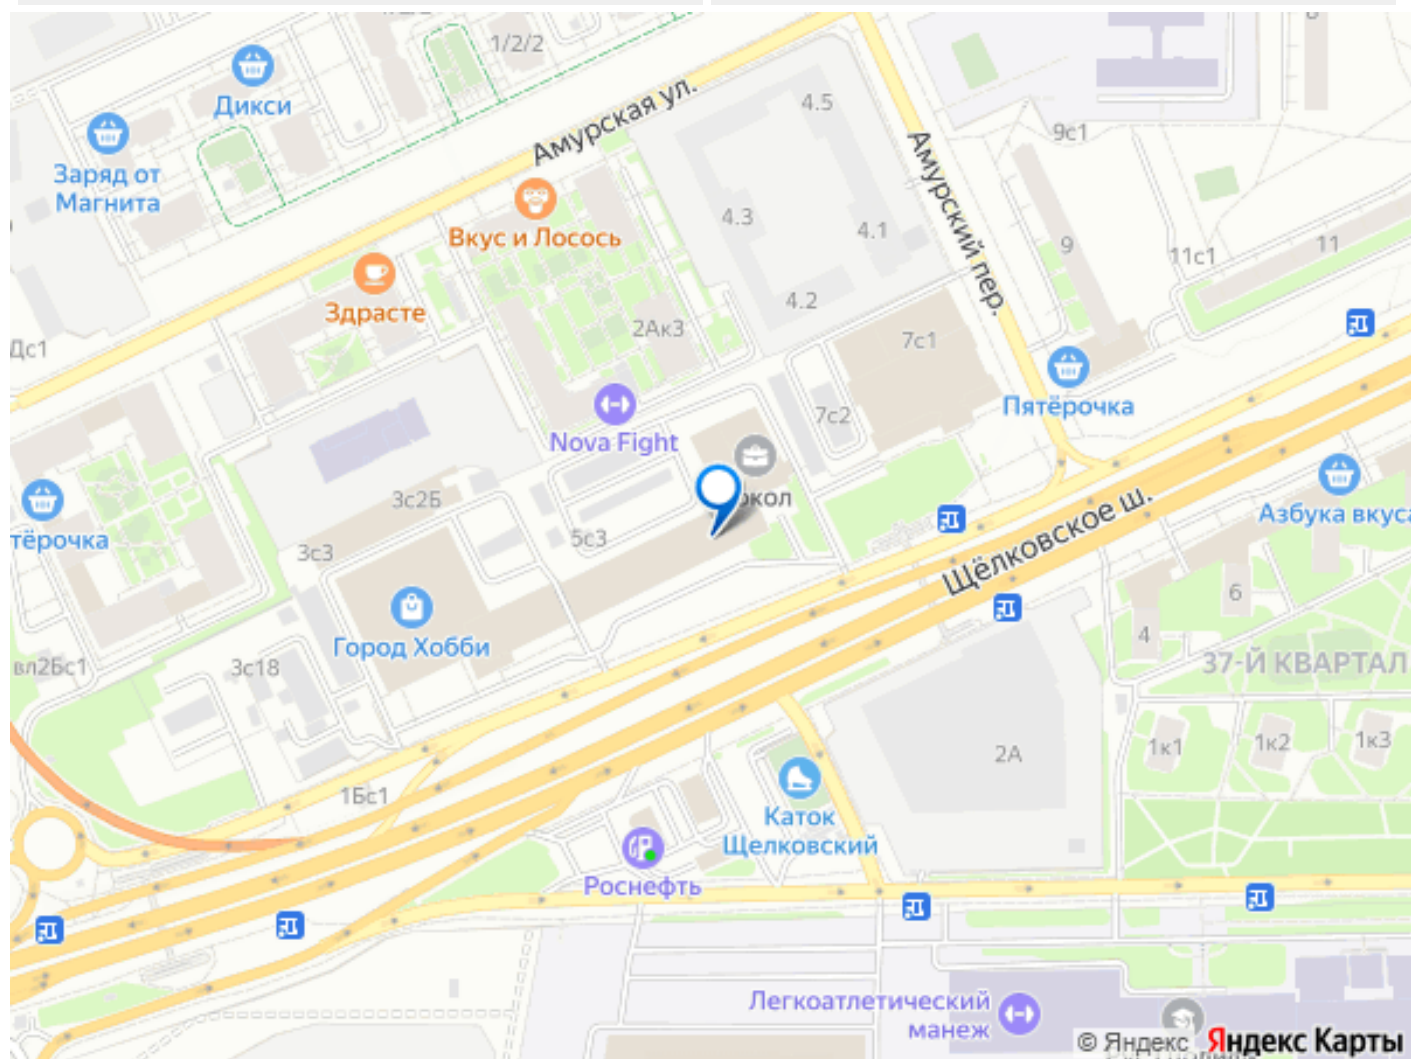 1/2/2
Дикси
4.5
Амурская ул.
9с1
Заряд от
Магнита
Амурский пер.
4.3
4.1
Вкус и Лосось
9
11с1
11
4.2
Здрасте
2Ак3
7с1
Дс1
7с2
Пятёрочка
Nova Fight
3с2Б
окол
Щёлковское ш.
Азбука вкуса
тёрочка
5с3
3с3
6
4
Город Хобби
37-Й КВАРТАЛ
вл2Бс1
3с18
1к1
1к2
1к3
2А
1Бс1
Каток
Щелковский
Роснефть
Легкоатлетический
манеж
© Яндекс Яндекс Карты